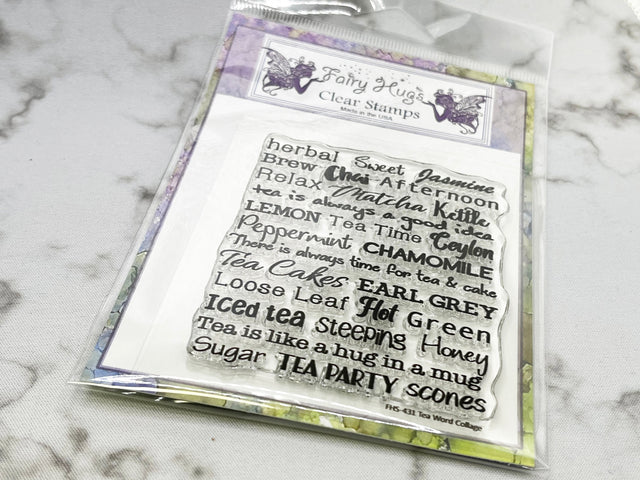 Fairy Hugs
Clear Stamps
Made in the USA
herbal Sweet Jasmine
Brew Chai Afternoon
Relax Matcha Kettle
tea is always a good idea
LEMON Tea Time Ceylon
Peppermint CHAMOMILE
There is always time for tea & cake
Tea Cakes EARL GREY
Loose Leaf Hot Green
Iced tea Steeping Honey
Tea is like a hug in a mug
Sugar TEA PARTY scones
FHS-431 Tea Word Collage